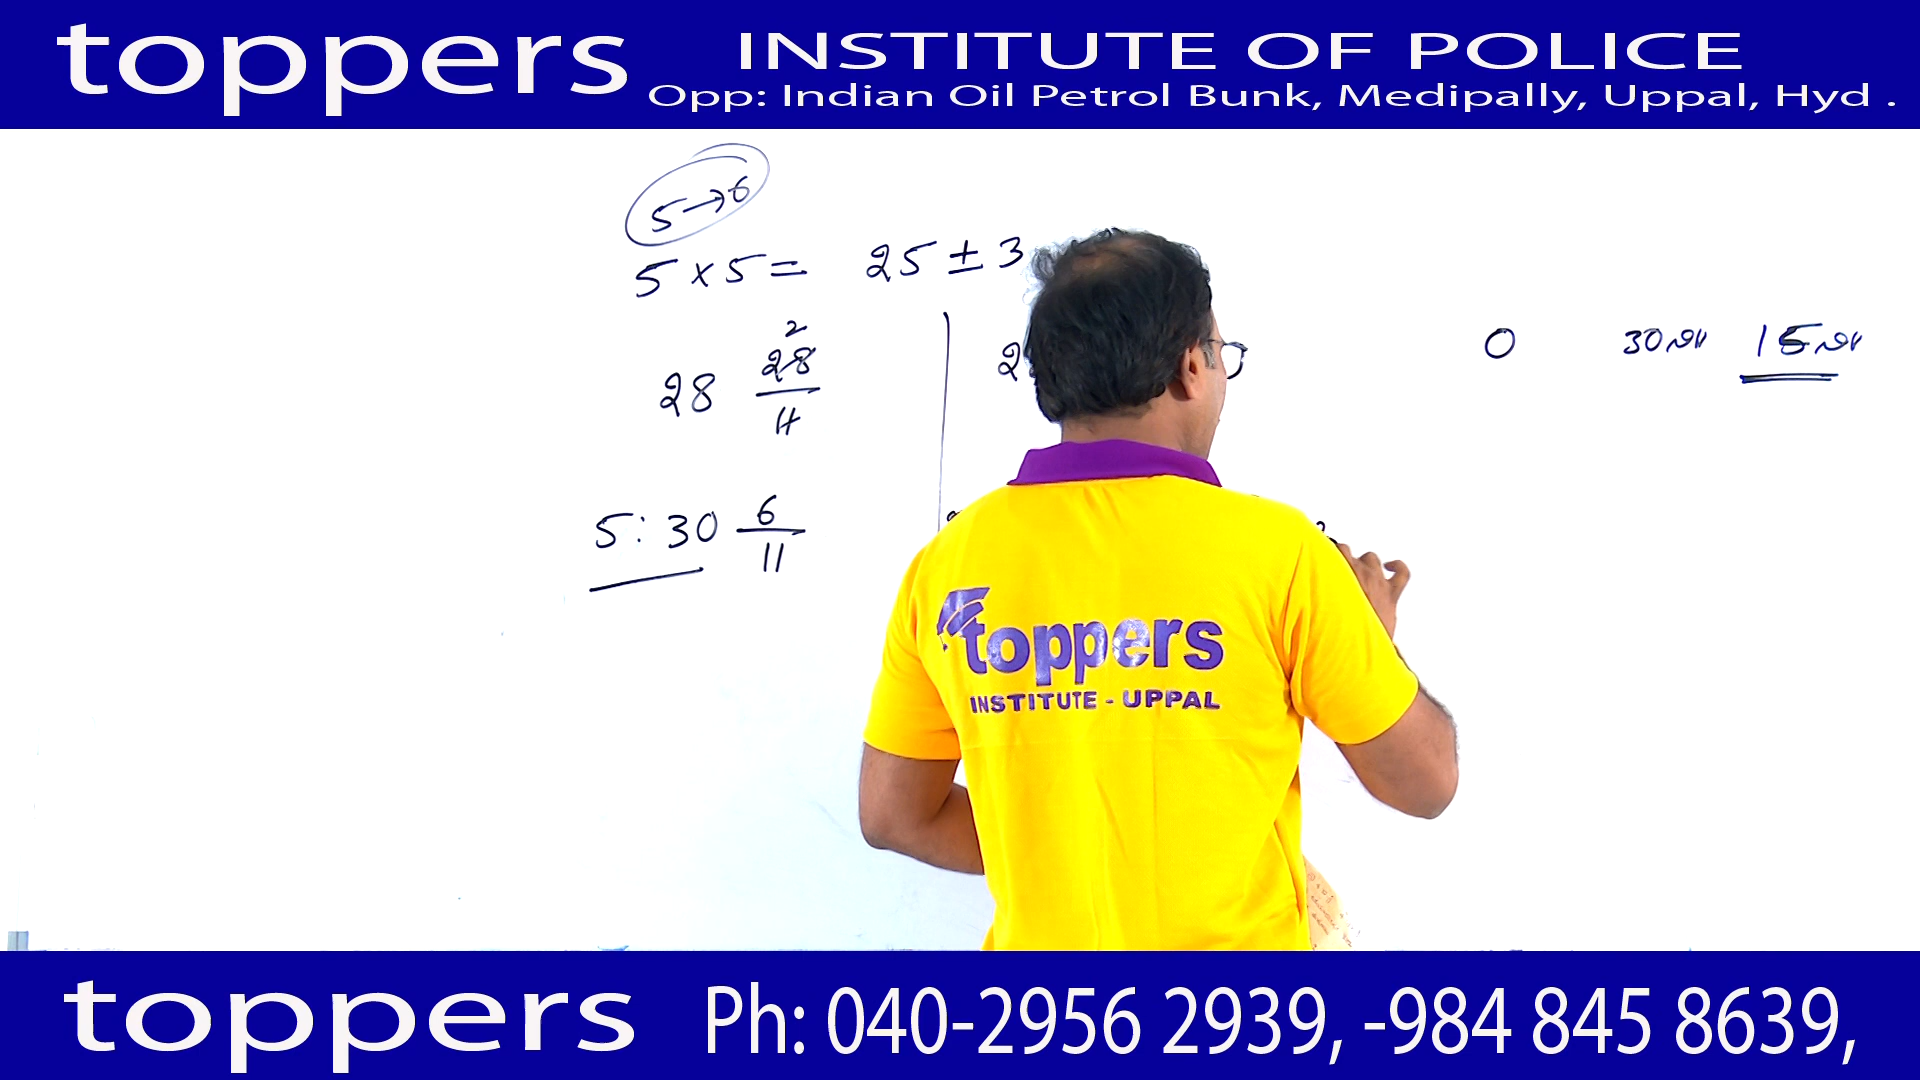 toppers
INSTITUTE OF POLICE
Opp: Indian Oil Petrol Bunk, Medipally, Uppal, Hyd .
5→6
5 × 5 = 25 ± 3
28 2
28
11
0 30 15
5:30 6
11
toppers
INSTITUTE - UPPAL
toppers
Ph: 040-2956 2939, -984 845 8639,